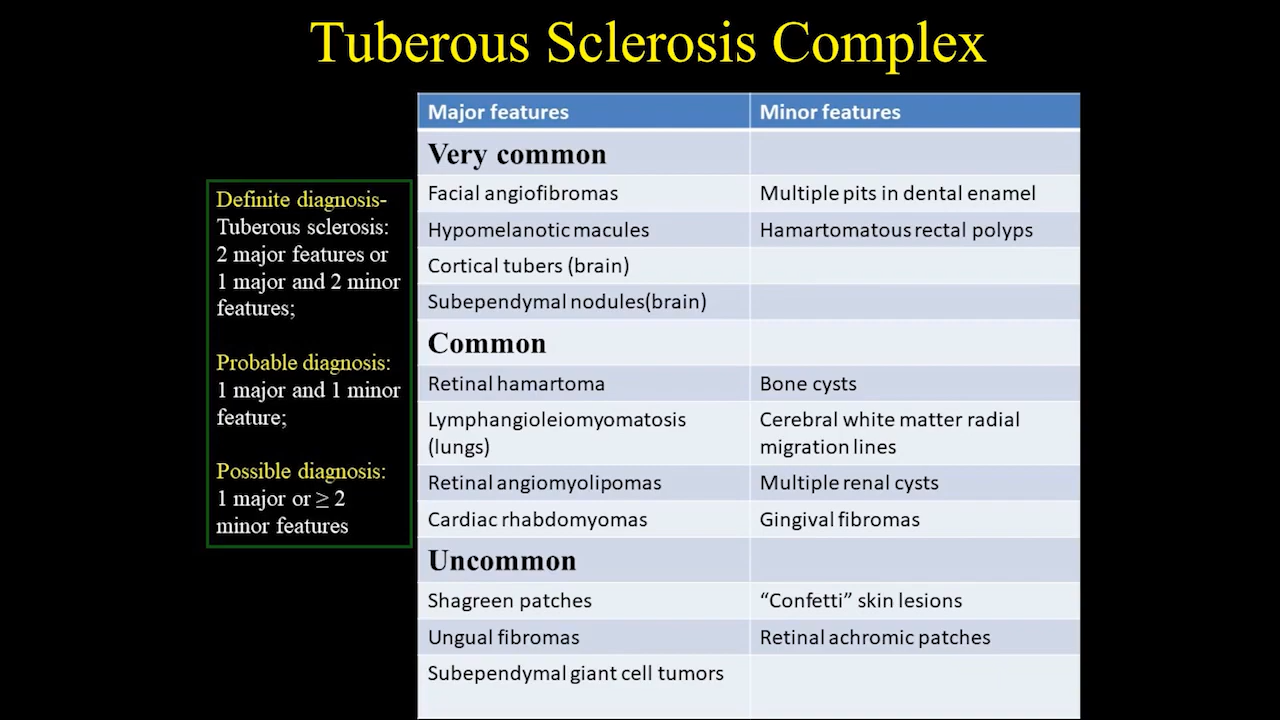 Tuberous Sclerosis Complex
Definite diagnosis-
Tuberous sclerosis:
2 major features or
1 major and 2 minor
features;
Probable diagnosis:
1 major and 1 minor
feature;
Possible diagnosis:
1 major or ≥ 2
minor features
Major features Minor features
Very common
Facial angiofibromas Multiple pits in dental enamel
Hypomelanotic macules Hamartomatous rectal polyps
Cortical tubers (brain)
Subependymal nodules(brain)
Common
Retinal hamartoma Bone cysts
Lymphangioleiomyomatosis
(lungs)
Cerebral white matter radial
migration lines
Retinal angiomyolipomas Multiple renal cysts
Cardiac rhabdomyomas Gingival fibromas
Uncommon
Shagreen patches “Confetti” skin lesions
Ungual fibromas Retinal achromic patches
Subependymal giant cell tumors